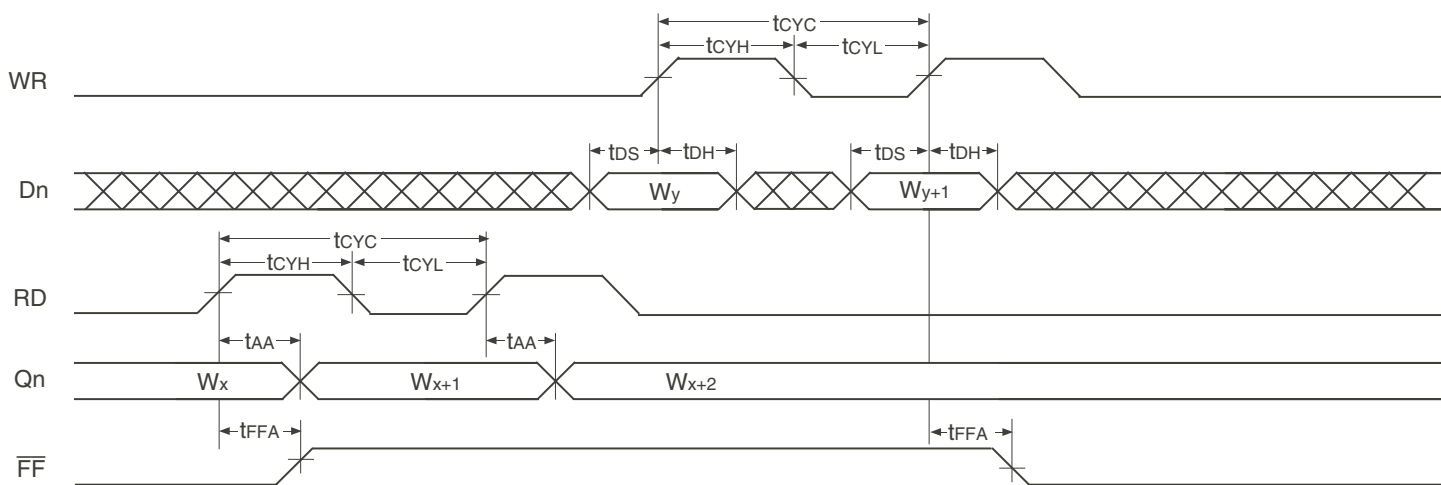 tCYC
tCYH tCYL
WR
tDS tDH tDS tDH
Dn Wy Wy+1
tCYC
tCYH tCYL
RD
tAA tAA
Qn Wx Wx+1 Wx+2
tFFA tFFA
F̅F̅